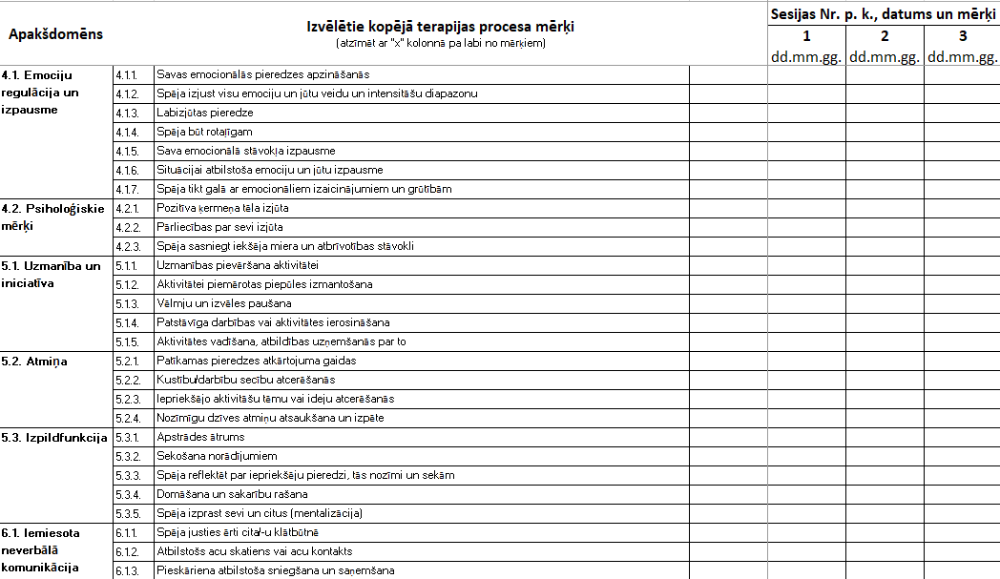 Apakšdomēns
Izvēlētie kopējā terapijas procesa mērķi
(atzīmēt ar "x" kolonnā pa labi no mērķiem)
Sesijas Nr. p. k., datums un mērķi
1 2 3
dd.mm.gg. dd.mm.gg. dd.mm.gg.
4.1. Emociju regulācija un izpausme
4.1.1. Savas emocionālās pieredzes apzināšanās
4.1.2. Spēja izjust visu emociju un jūtu veidu un intensitāšu diapazonu
4.1.3. Labizjūtas pieredze
4.1.4. Spēja būt rotaļīgam
4.1.5. Sava emocionālā stāvokļa izpausme
4.1.6. Situācijai atbilstoša emociju un jūtu izpausme
4.1.7. Spēja tikt galā ar emocionāliem izaicinājumiem un grūtībām
4.2. Psiholoģiskie mērķi
4.2.1. Pozitīva ķermeņa tēla izjūta
4.2.2. Pārliecības par sevi izjūta
4.2.3. Spēja sasniegt iekšēja miera un atbrīvotības stāvokli
5.1. Uzmanība un iniciatīva
5.1.1. Uzmanības pievēršana aktivitātei
5.1.2. Aktivitātei piemērotas piepūles izmantošana
5.1.3. Vēlmju un izvēles paušana
5.1.4. Patstāvīga darbības vai aktivitātes ierosināšana
5.1.5. Aktivitātes vadīšana, atbildības uzņemšanās par to
5.2. Atmiņa
5.2.1. Patīkamas pieredzes atkārtojuma gaidas
5.2.2. Kustību/darbību secību atcerēšanās
5.2.3. Iepriekšējo aktivitāšu tēmu vai ideju atcerēšanās
5.2.4. Nozīmīgu dzīves atmiņu atsaukšana un izpēte
5.3. Izpildfunkcija
5.3.1. Apstrādes ātrums
5.3.2. Sekošana norādījumiem
5.3.3. Spēja reflektēt par iepriekšēju pieredzi, tās nozīmi un sekām
5.3.4. Domāšana un sakarību rašana
5.3.5. Spēja izprast sevi un citus (mentalizācija)
6.1. Iemiesota neverbālā komunikācija
6.1.1. Spēja justies ērti cita/-u klātbūtnē
6.1.2. Atbilstošs acu skatiens vai acu kontakts
6.1.3. Pieskāriena atbilstoša sniegšana un saņemšana